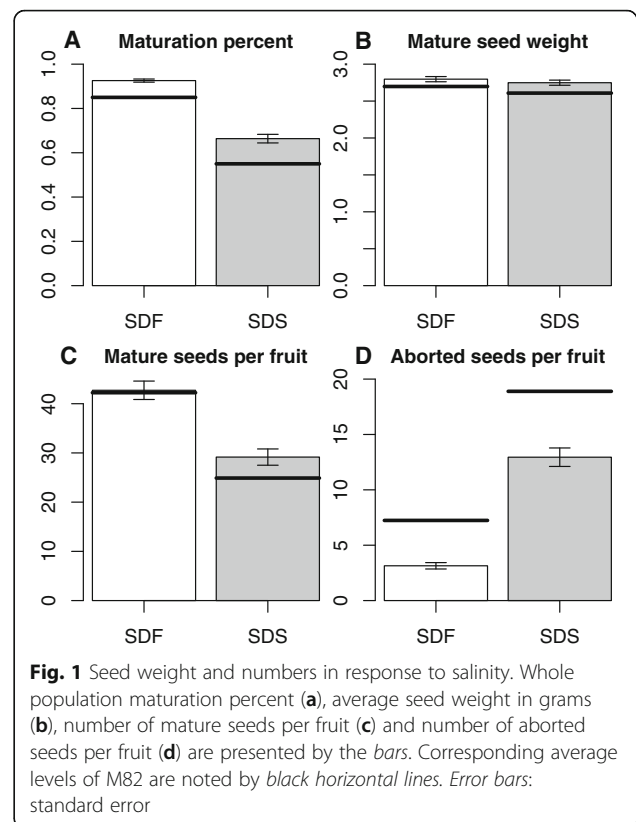 A Maturation percent
1.0
0.8
0.6
0.4
0.2
0.0
SDF SDS
B Mature seed weight
3.0
2.0
1.0
0.0
SDF SDS
C Mature seeds per fruit
40
30
20
10
0
SDF SDS
D Aborted seeds per fruit
20
15
10
5
0
SDF SDS
Fig. 1 Seed weight and numbers in response to salinity. Whole
population maturation percent (a), average seed weight in grams
(b), number of mature seeds per fruit (c) and number of aborted
seeds per fruit (d) are presented by the bars. Corresponding average
levels of M82 are noted by black horizontal lines. Error bars:
standard error